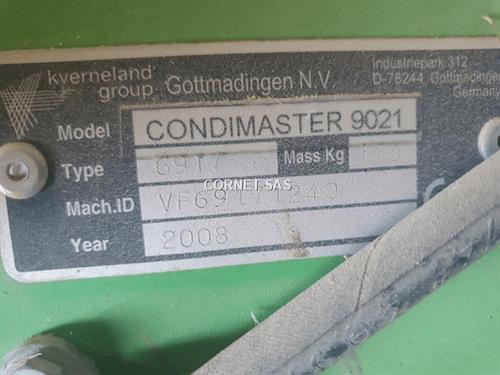 kverneland
group
Gottmadingen N.V.
Industriepark 312
D-78244 Gottmadingen
Germany
Model CONDIMASTER 9021
Type Mass Kg
CORNET SAS
Mach.ID
Year 2008